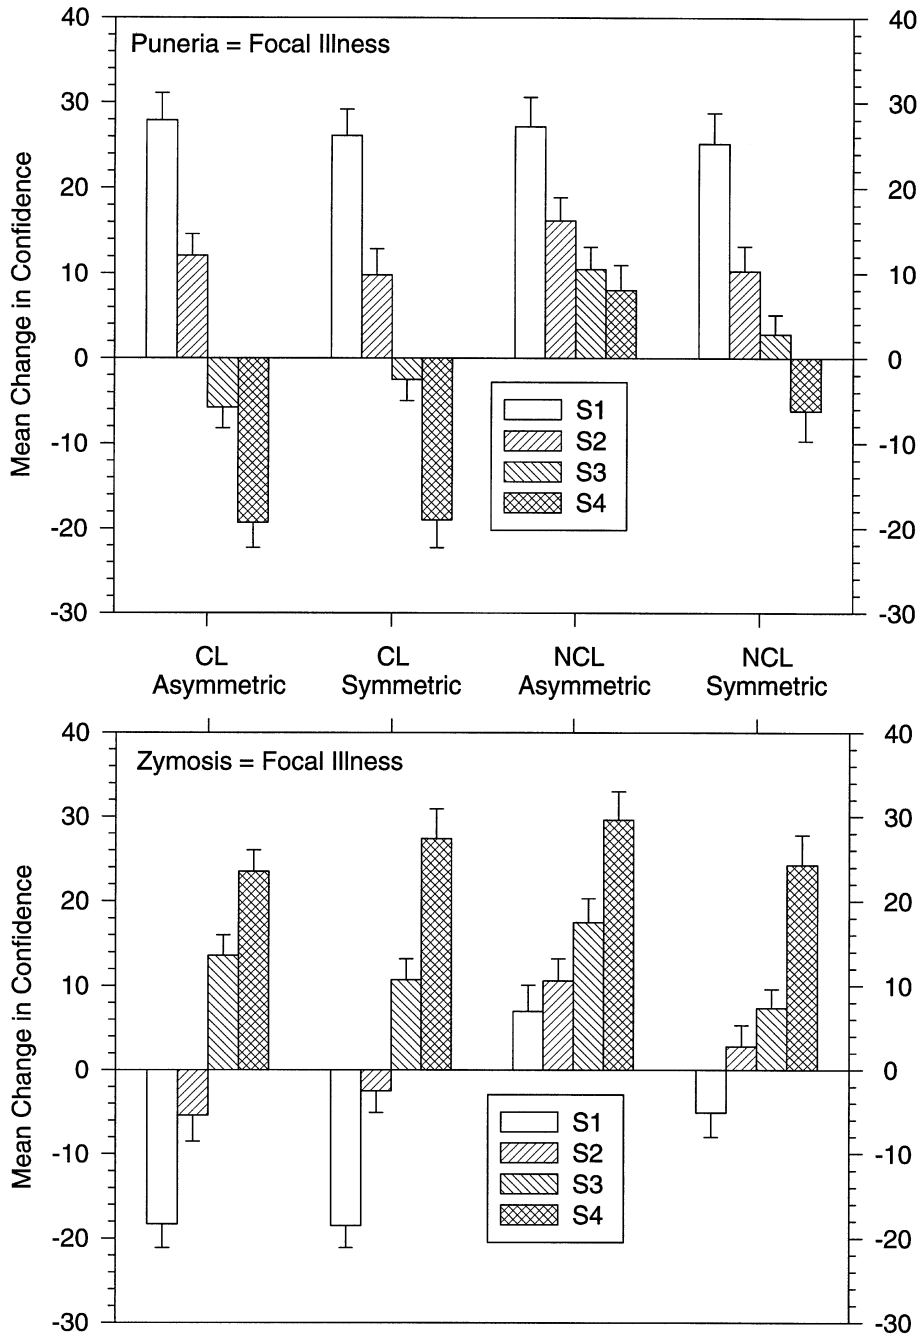 40
30
20
10
0
-10
-20
-30
Mean Change in Confidence
Puneria = Focal Illness
S1
S2
S3
S4
40
30
20
10
0
-10
-20
-30
CL
Asymmetric
CL
Symmetric
NCL
Asymmetric
NCL
Symmetric
40
30
20
10
0
-10
-20
-30
Mean Change in Confidence
Zymosis = Focal Illness
S1
S2
S3
S4
40
30
20
10
0
-10
-20
-30